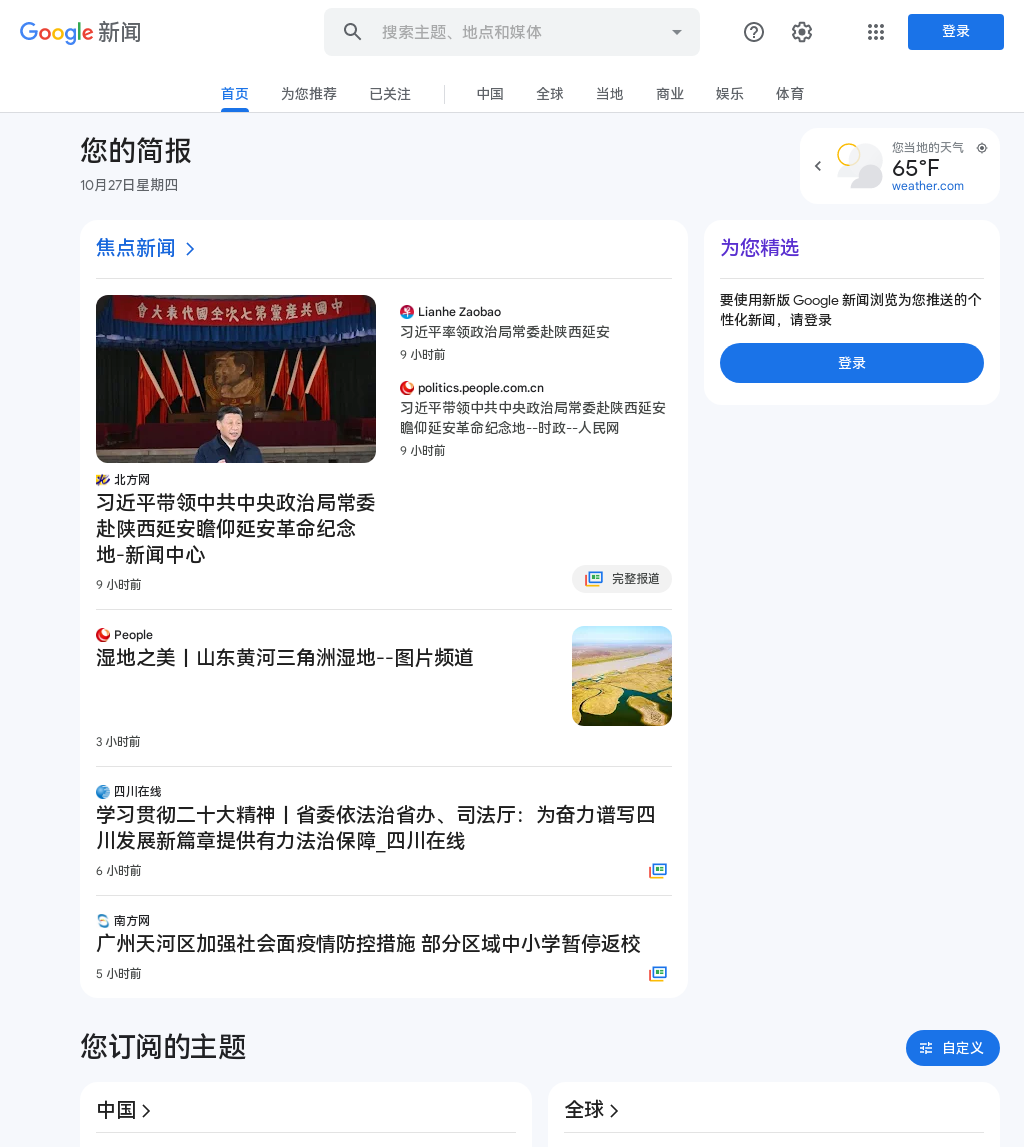 Google 新闻
搜索主题、地点和媒体
登录
首页
为您推荐
已关注
中国
全球
当地
商业
娱乐
体育
您的简报
10月27日星期四
您当地的天气
65°F
weather.com
焦点新闻
會大表代國全次七第黨産共國中
北方网
习近平带领中共中央政治局常委
赴陕西延安瞻仰延安革命纪念
地-新闻中心
9 小时前
Lianhe Zaobao
习近平率领政治局常委赴陕西延安
9 小时前
politics.people.com.cn
习近平带领中共中央政治局常委赴陕西延安
瞻仰延安革命纪念地--时政--人民网
9 小时前
完整报道
People
湿地之美丨山东黄河三角洲湿地--图片频道
3 小时前
四川在线
学习贯彻二十大精神丨省委依法治省办、司法厅：为奋力谱写四
川发展新篇章提供有力法治保障_四川在线
6 小时前
南方网
广州天河区加强社会面疫情防控措施 部分区域中小学暂停返校
5 小时前
为您精选
要使用新版 Google 新闻浏览为您推送的个
性化新闻，请登录
登录
您订阅的主题
自定义
中国
全球